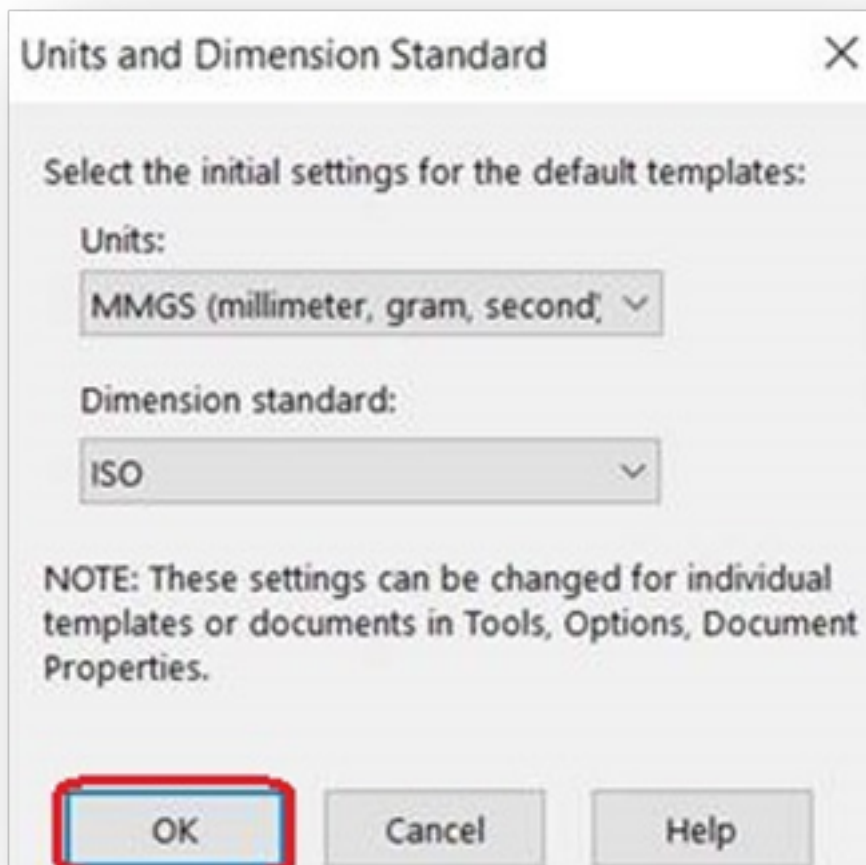 Units and Dimension Standard
Select the initial settings for the default templates:
Units:
MMGS (millimeter, gram, second)
Dimension standard:
ISO
NOTE: These settings can be changed for individual
templates or documents in Tools, Options, Document
Properties.
OK Cancel Help